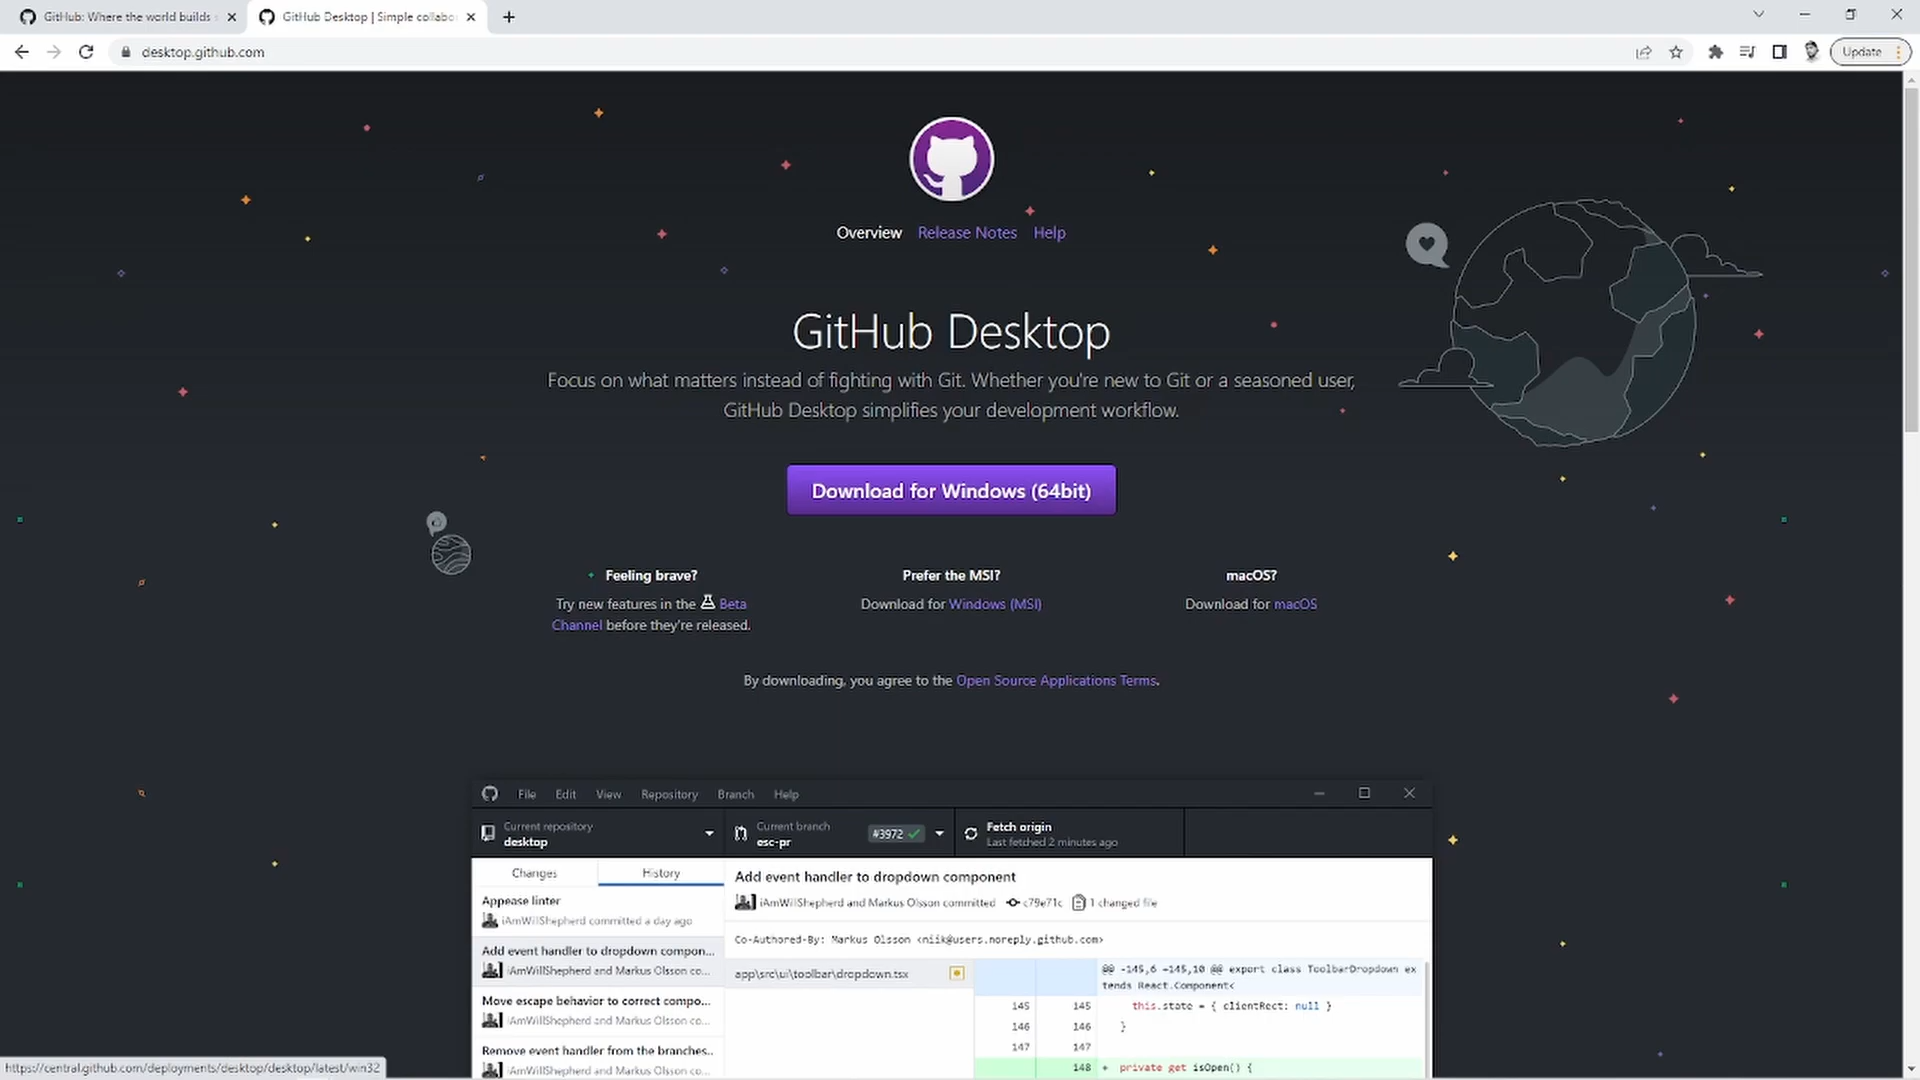 GitHub: Where the world builds s
GitHub Desktop | Simple collabo
desktop.github.com
Update
Overview Release Notes Help
GitHub Desktop
Focus on what matters instead of fighting with Git. Whether you're new to Git or a seasoned user,
GitHub Desktop simplifies your development workflow.
Download for Windows (64bit)
Feeling brave?
Try new features in the Beta
Channel before they're released.
Prefer the MSI?
Download for Windows (MSI)
macOS?
Download for macOS
By downloading, you agree to the Open Source Applications Terms.
File Edit View Repository Branch Help
Current repository
desktop
Current branch
esc-pr
#3972
Fetch origin
Last fetched 2 minutes ago
Changes
History
Appease linter
iAmWillShepherd committed a day ago
Add event handler to dropdown compon...
iAmWillShepherd and Markus Olsson co...
Move escape behavior to correct compo...
iAmWillShepherd and Markus Olsson co...
Remove event handler from the branches..
iAmWillShepherd and Markus Olsson co...
Add event handler to dropdown component
iAmWillShepherd and Markus Olsson committed c79e71c 1 changed file
Co-Authored-By: Markus Olsson <niik@users.noreply.github.com>
app\src\ui\toolbar\dropdown.tsx
@@ -145,6 +145,10 @@ export class ToolbarDropdown ex
tends React.Component<
145 145 this.state = { clientRect: null }
146 146 }
147 147
148 + private get isOpen() {
https://central.github.com/deployments/desktop/desktop/latest/win32